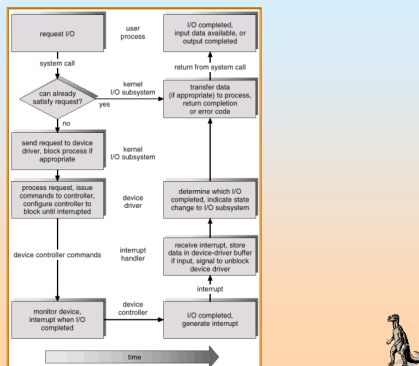 request I/O
user
process
I/O completed,
input data available, or
output completed
system call
return from system call
can already
satisfy request?
kernel
I/O subsystem
yes
transfer data
(if appropriate) to process,
return completion
or error code
no
send request to device
driver, block process if
appropriate
kernel
I/O subsystem
process request, issue
commands to controller,
configure controller to
block until interrupted
device
driver
determine which I/O
completed, indicate state
change to I/O subsystem
device controller commands
interrupt
handler
receive interrupt, store
data in device-driver buffer
if input, signal to unblock
device driver
interrupt
monitor device,
interrupt when I/O
completed
device
controller
I/O completed,
generate interrupt
time